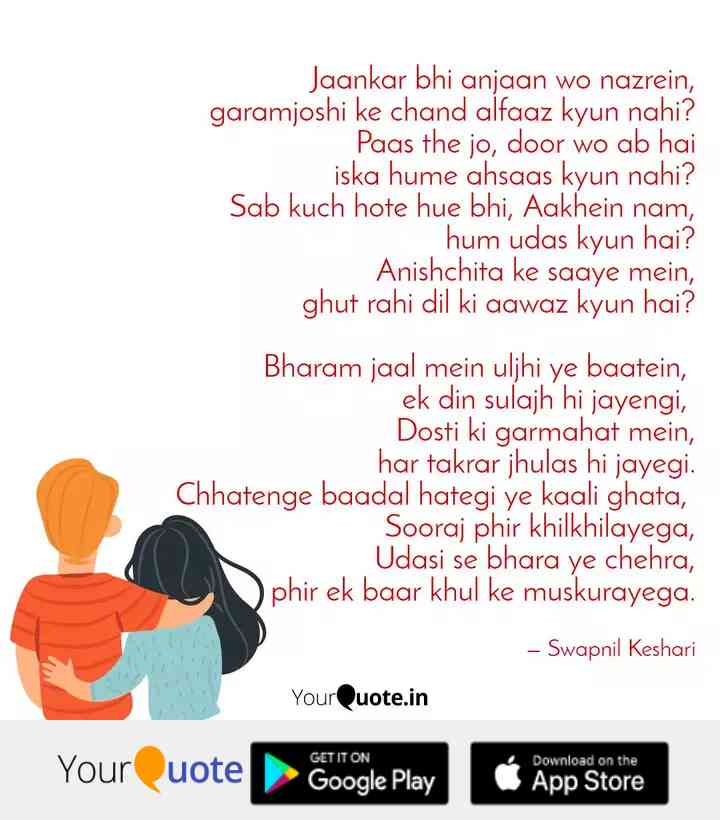 Jaankar bhi anjaan wo nazrein,
garamjoshi ke chand alfaaz kyun nahi?
Paas the jo, door wo ab hai
iska hume ahsaas kyun nahi?
Sab kuch hote hue bhi, Aakhein nam,
hum udas kyun hai?
Anishchita ke saaye mein,
ghut rahi dil ki aawaz kyun hai?

Bharam jaal mein uljhi ye baatein,
ek din sulajh hi jayengi,
Dosti ki garmahat mein,
har takrar jhulas hi jayegi.
Chhatenge baadal hategi ye kaali ghata,
Sooraj phir khilkhilayega,
Udasi se bhara ye chehra,
phir ek baar khul ke muskurayega.

– Swapnil Keshari
YourQuote.in
YourQuote
GET IT ON
Google Play
Download on the
App Store